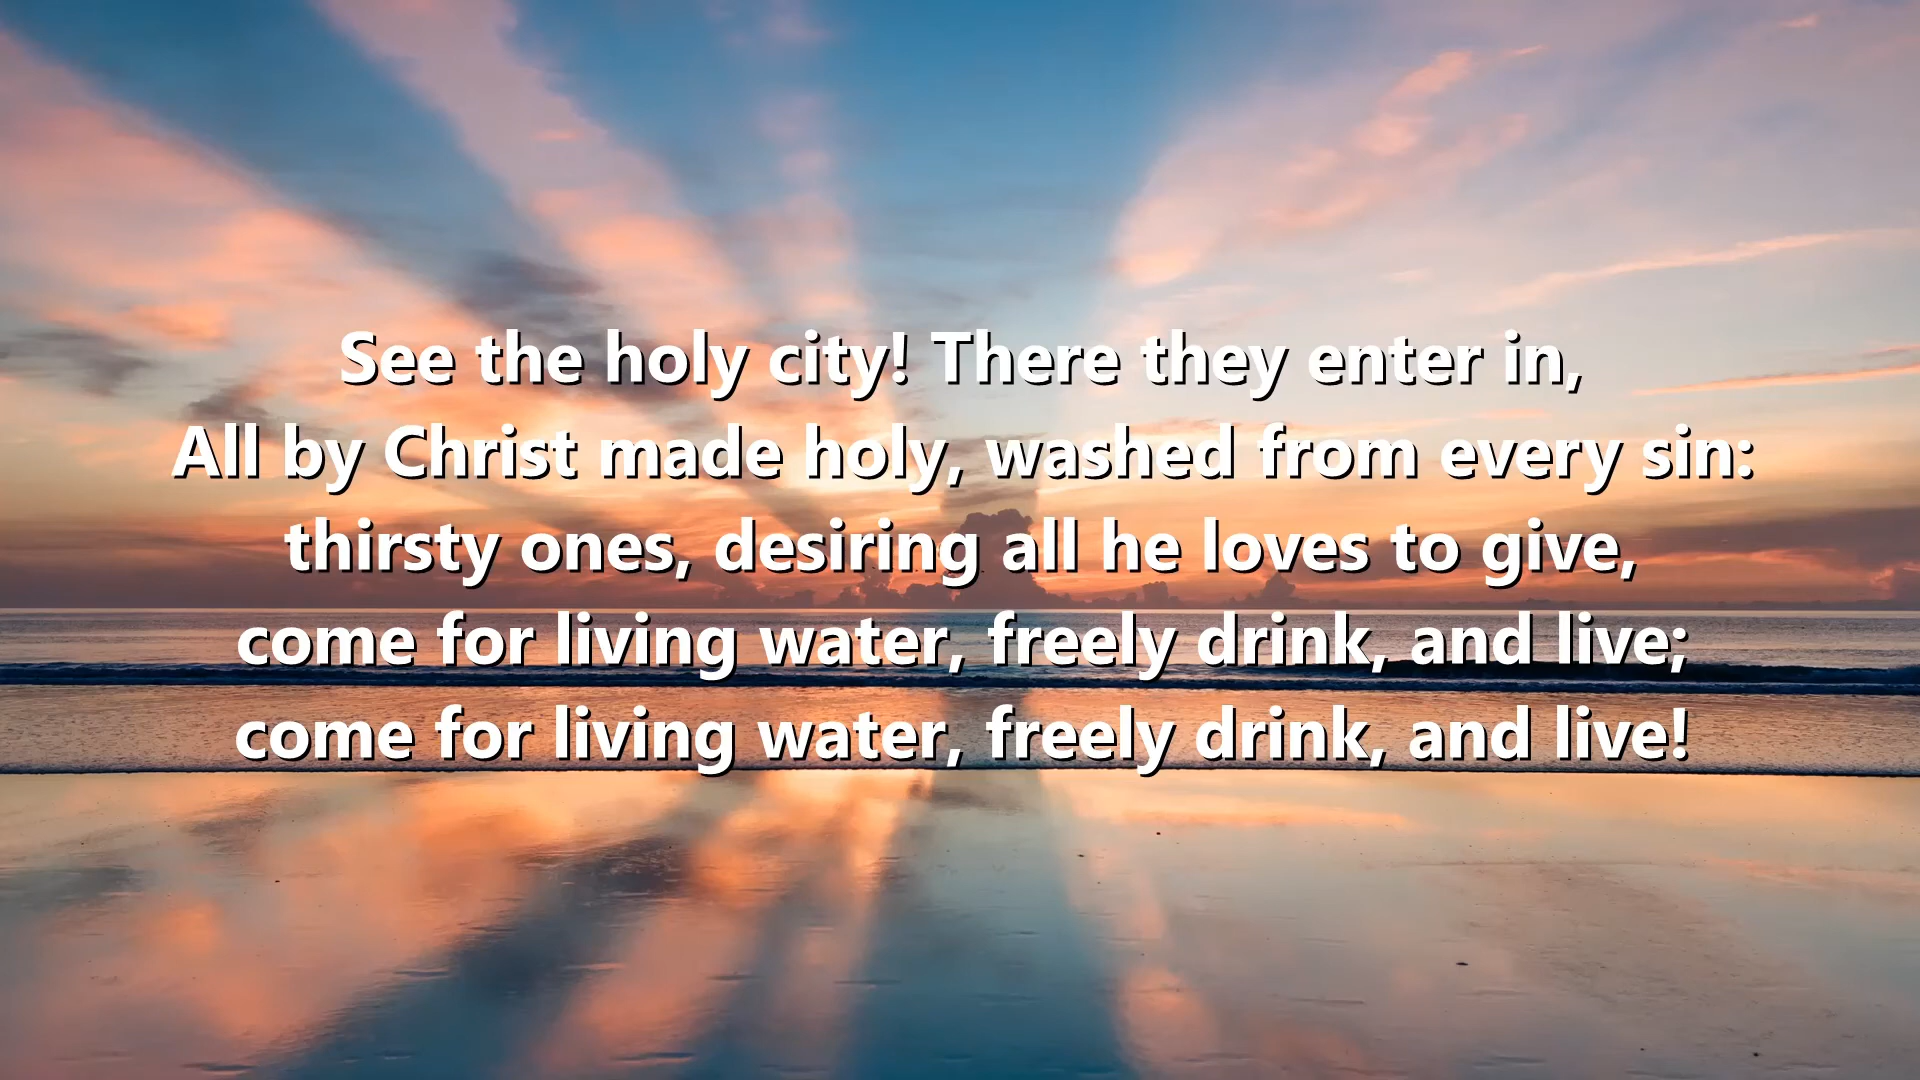 See the holy city! There they enter in,
All by Christ made holy, washed from every sin:
thirsty ones, desiring all he loves to give,
come for living water, freely drink, and live;
come for living water, freely drink, and live!